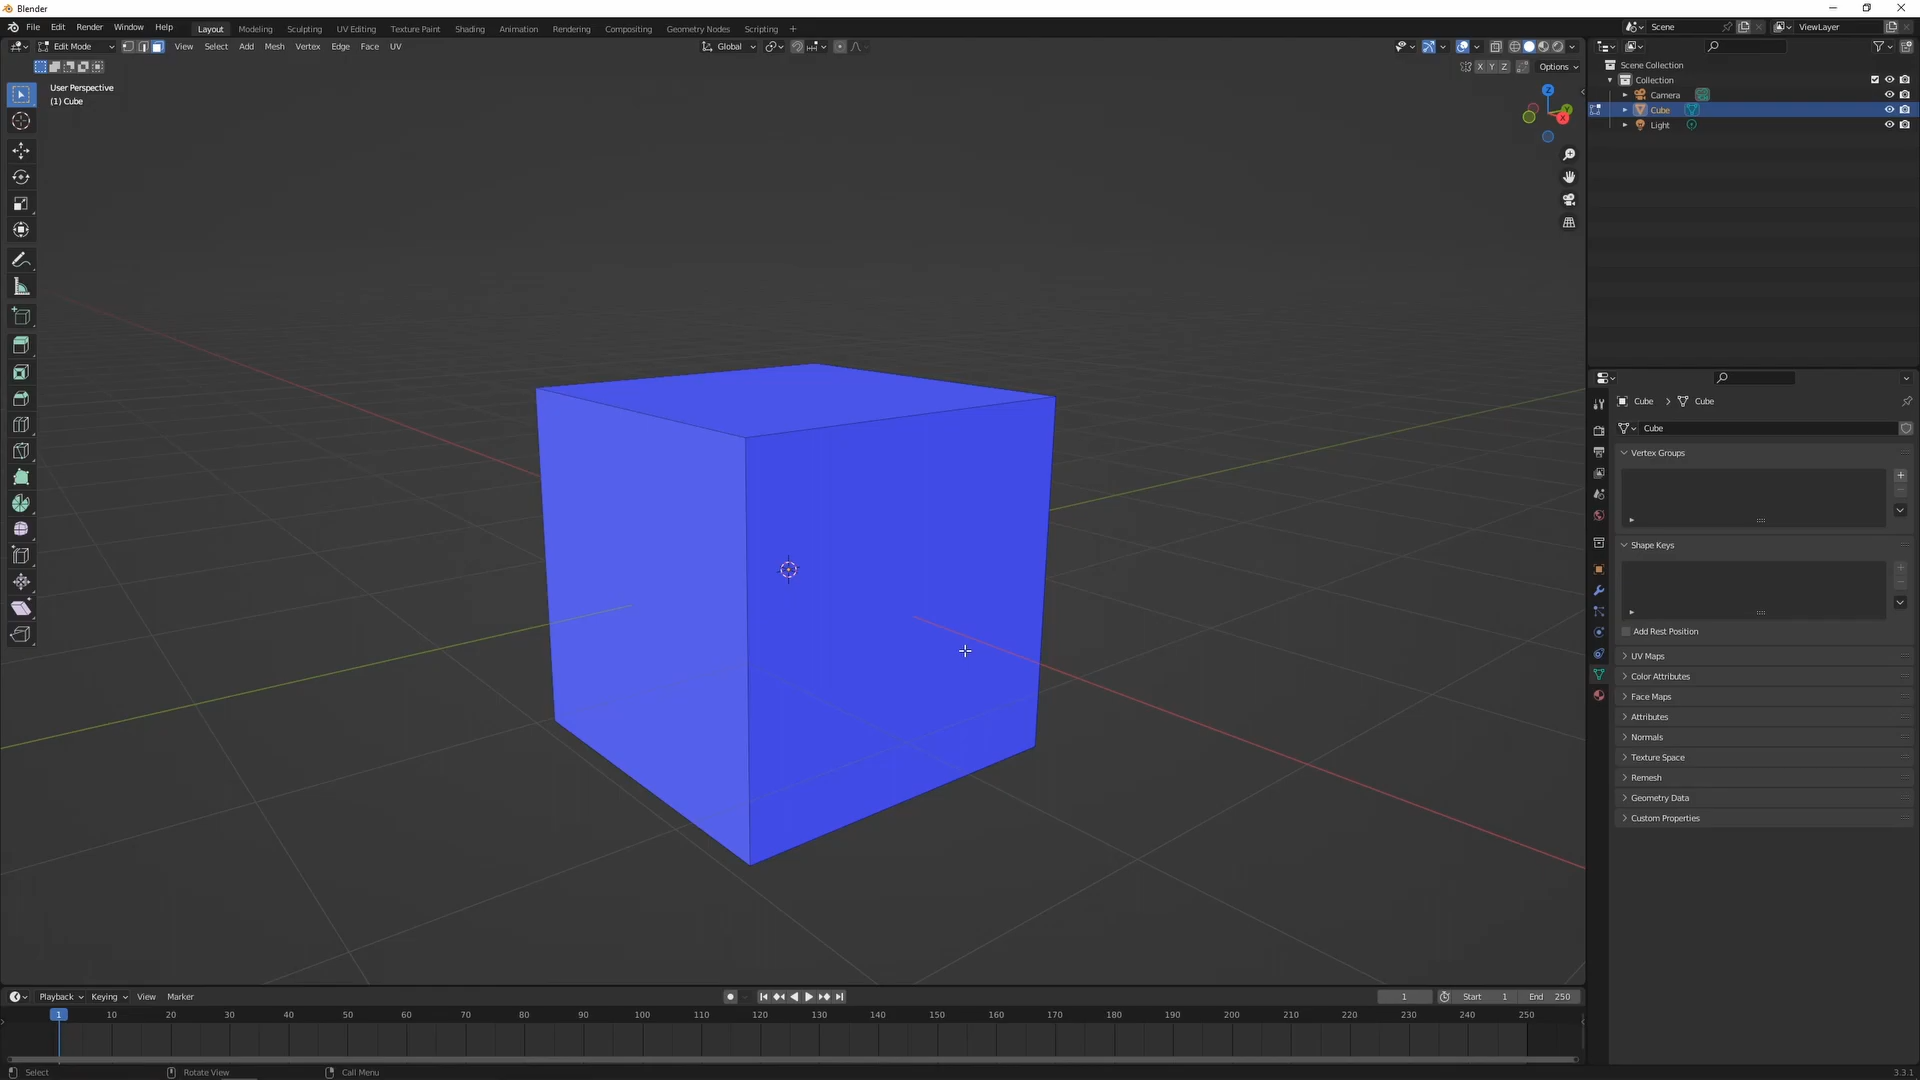 Blender
File Edit Render Window Help Layout Modeling Sculpting UV Editing Texture Paint Shading Animation Rendering Compositing Geometry Nodes Scripting + Scene ViewLayer
Edit Mode View Select Add Mesh Vertex Edge Face UV Global
X Y Z Options
User Perspective
(1) Cube
Z
Y
X
Scene Collection
Collection
Camera
Cube
Light
Cube > Cube
Cube
Vertex Groups
Shape Keys
Add Rest Position
UV Maps
Color Attributes
Face Maps
Attributes
Normals
Texture Space
Remesh
Geometry Data
Custom Properties
Playback Keying View Marker 1 Start 1 End 250
1 10 20 30 40 50 60 70 80 90 100 110 120 130 140 150 160 170 180 190 200 210 220 230 240 250
Select Rotate View Call Menu 3.3.1